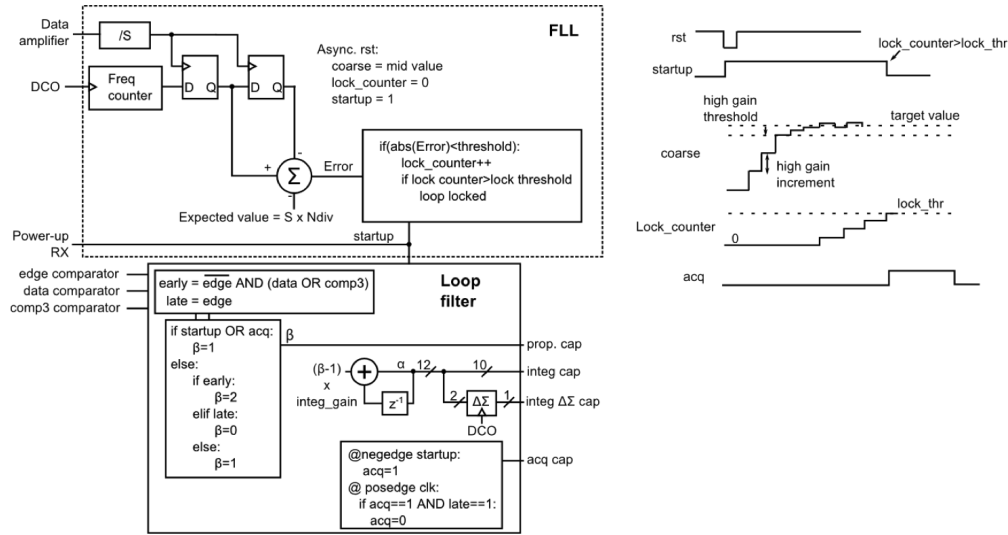 Data
amplifier
/S
FLL
Async. rst:
coarse = mid value
lock_counter = 0
startup = 1
DCO
Freq
counter
D Q
D Q
if(abs(Error)<threshold):
lock_counter++
if lock counter>lock threshold
loop locked
-
+
Σ
-
Error
Expected value = S x Ndiv
Power-up
RX
startup
edge comparator
data comparator
comp3 comparator
Loop
filter
early = edge AND (data OR comp3)
late = edge
if startup OR acq:
β=1
else:
if early:
β=2
elif late:
β=0
else:
β=1
β
prop. cap
(β-1)
x
integ_gain
+
α
12
10
integ cap
z-1
2
ΔΣ
1
integ ΔΣ cap
DCO
@negedge startup:
acq=1
@ posedge clk:
if acq==1 AND late==1:
acq=0
acq cap
rst
lock_counter>lock_thr
startup
high gain
threshold
target value
coarse
high gain
increment
lock_thr
Lock_counter
0
acq